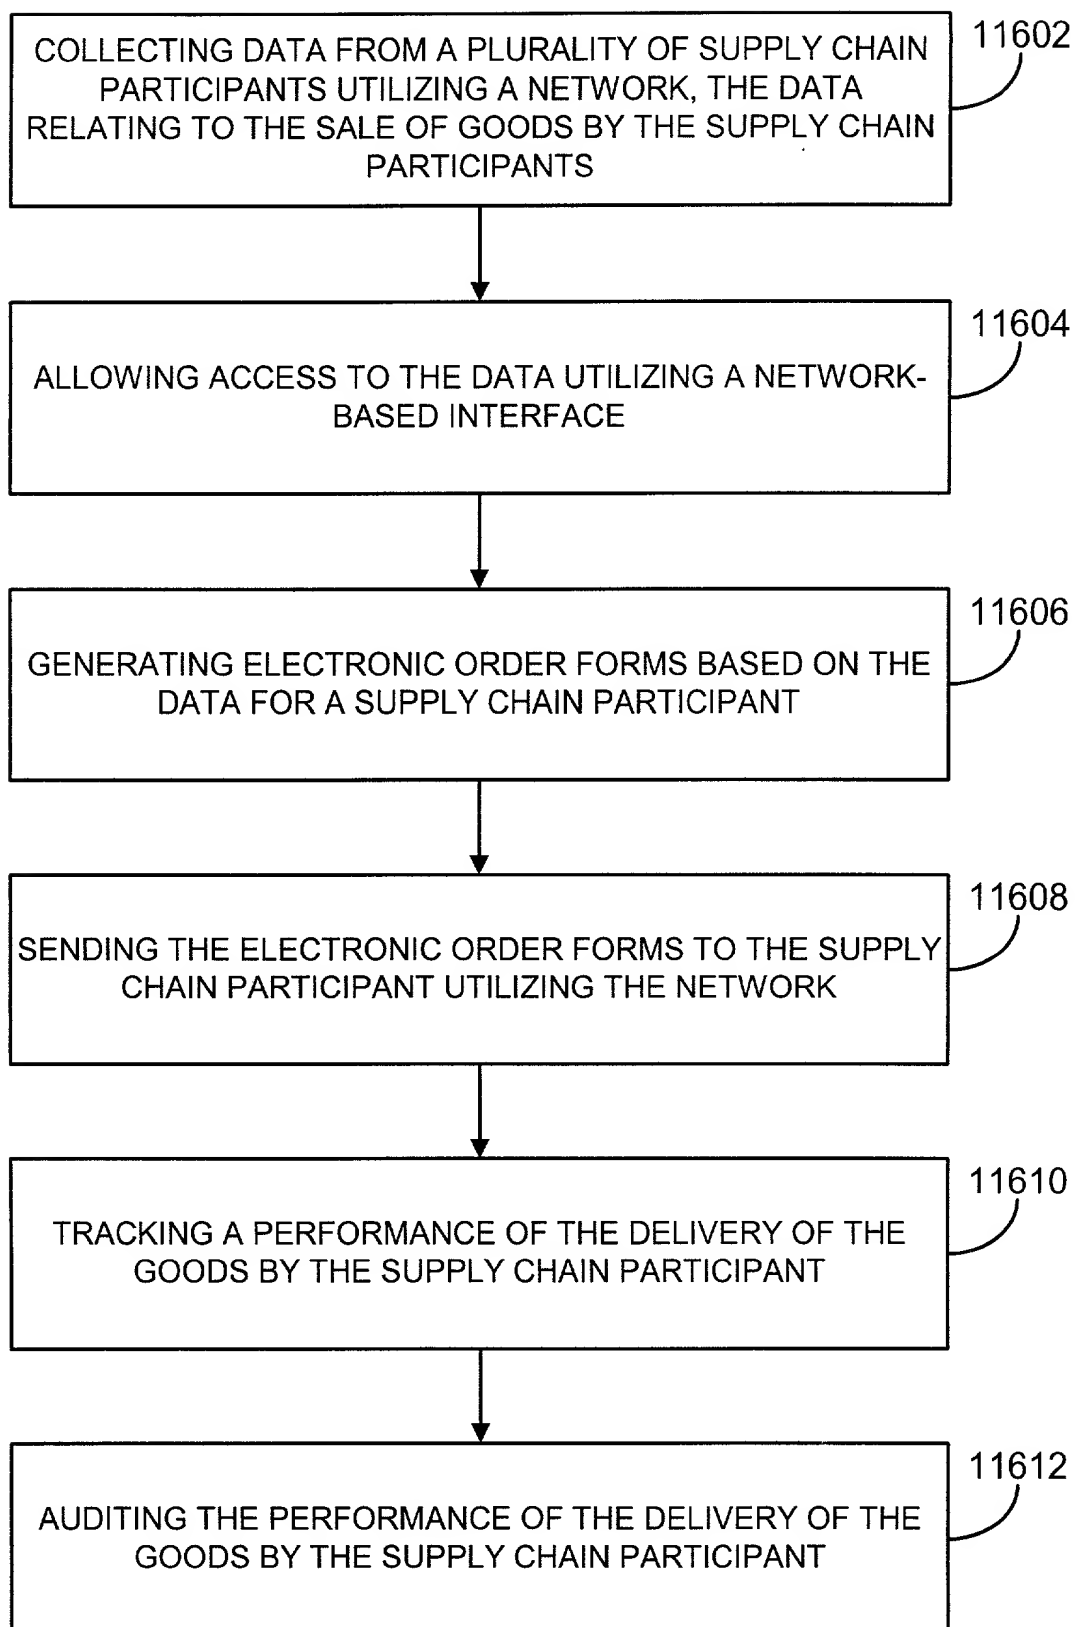 COLLECTING DATA FROM A PLURALITY OF SUPPLY CHAIN
PARTICIPANTS UTILIZING A NETWORK, THE DATA
RELATING TO THE SALE OF GOODS BY THE SUPPLY CHAIN
PARTICIPANTS
11602
ALLOWING ACCESS TO THE DATA UTILIZING A NETWORK-
BASED INTERFACE
11604
GENERATING ELECTRONIC ORDER FORMS BASED ON THE
DATA FOR A SUPPLY CHAIN PARTICIPANT
11606
SENDING THE ELECTRONIC ORDER FORMS TO THE SUPPLY
CHAIN PARTICIPANT UTILIZING THE NETWORK
11608
TRACKING A PERFORMANCE OF THE DELIVERY OF THE
GOODS BY THE SUPPLY CHAIN PARTICIPANT
11610
AUDITING THE PERFORMANCE OF THE DELIVERY OF THE
GOODS BY THE SUPPLY CHAIN PARTICIPANT
11612